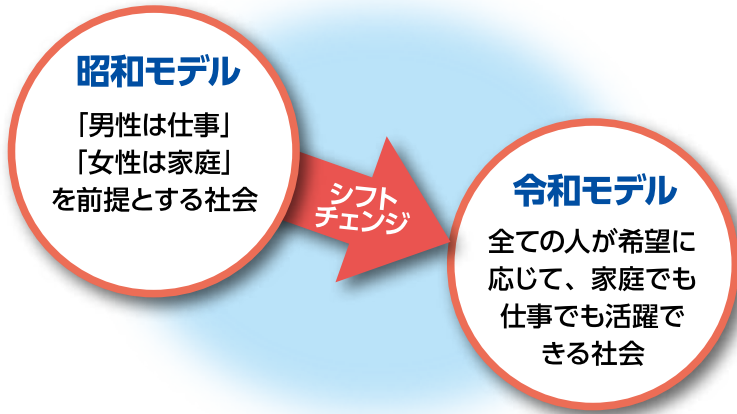 昭和モデル
「男性は仕事」
「女性は家庭」
を前提とする社会
シフト
チェンジ
令和モデル
全ての人が希望に
応じて、家庭でも
仕事でも活躍で
きる社会